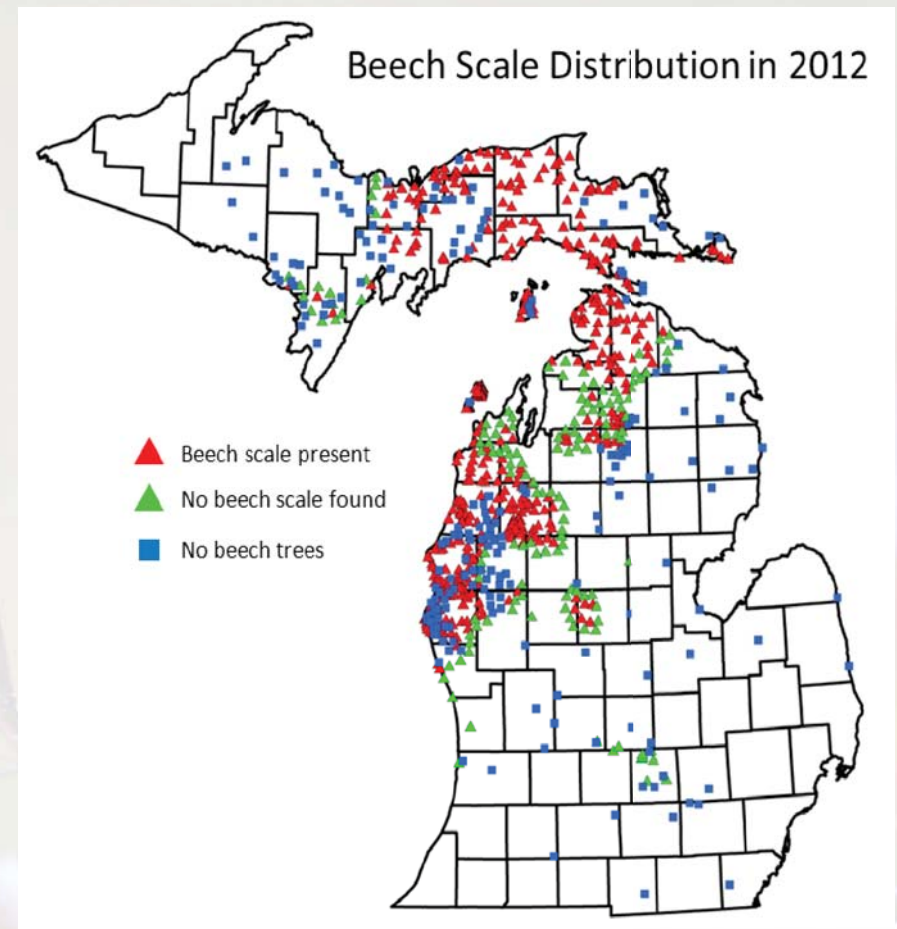 Beech Scale Distribution in 2012
Beech scale present
No beech scale found
No beech trees